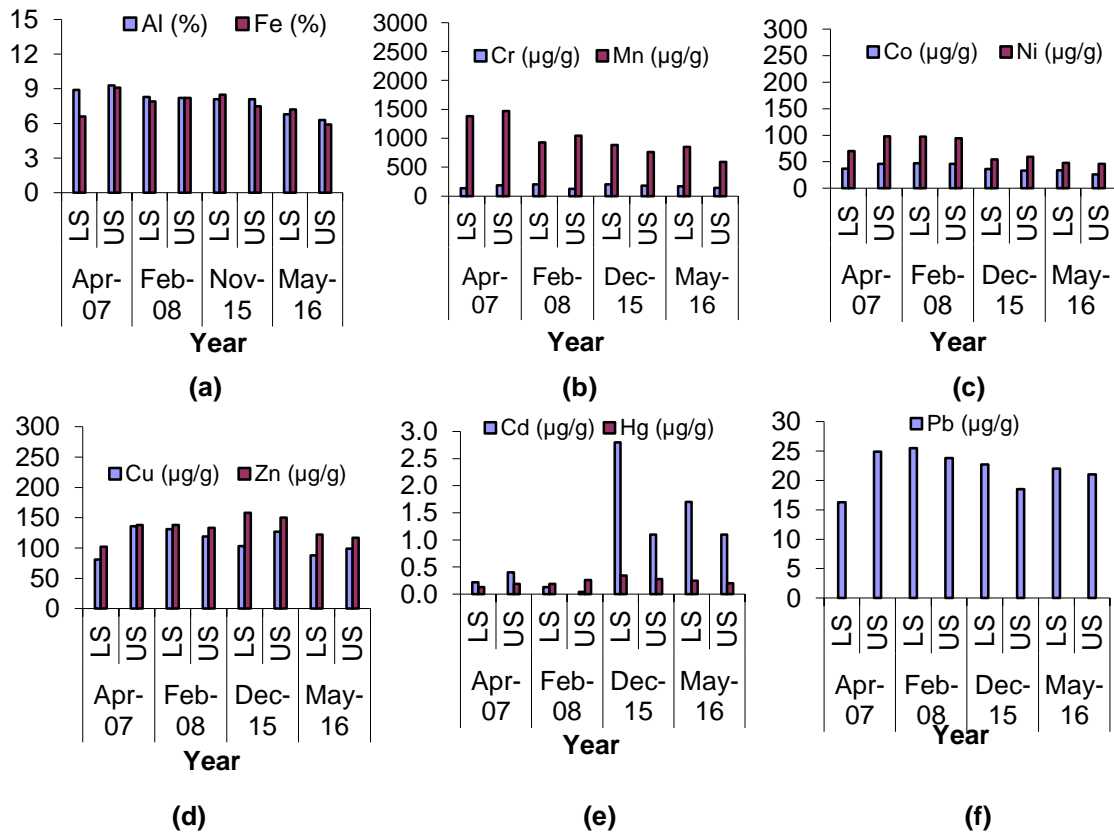 Al (%) Fe (%)
15
12
9
6
3
0
LS US LS US LS US LS US
Apr- Feb- Nov- May-
07 08 15 16
Year
(a)
Cr (µg/g) Mn (µg/g)
3000
2500
2000
1500
1000
500
0
LS US LS US LS US LS US
Apr- Feb- Dec- May-
07 08 15 16
Year
(b)
Co (µg/g) Ni (µg/g)
300
250
200
150
100
50
0
LS US LS US LS US LS US
Apr- Feb- Dec- May-
07 08 15 16
Year
(c)
300
250
200
150
100
50
0
Cu (µg/g) Zn (µg/g)
LS US LS US LS US LS US
Apr- Feb- Dec- May-
07 08 15 16
Year
(d)
Cd (µg/g) Hg (µg/g)
3.0
2.5
2.0
1.5
1.0
0.5
0.0
LS US LS US LS US LS US
Apr- Feb- Dec- May-
07 08 15 16
Year
(e)
Pb (µg/g)
30
25
20
15
10
5
0
LS US LS US LS US LS US
Apr- Feb- Dec- May-
07 08 15 16
Year
(f)